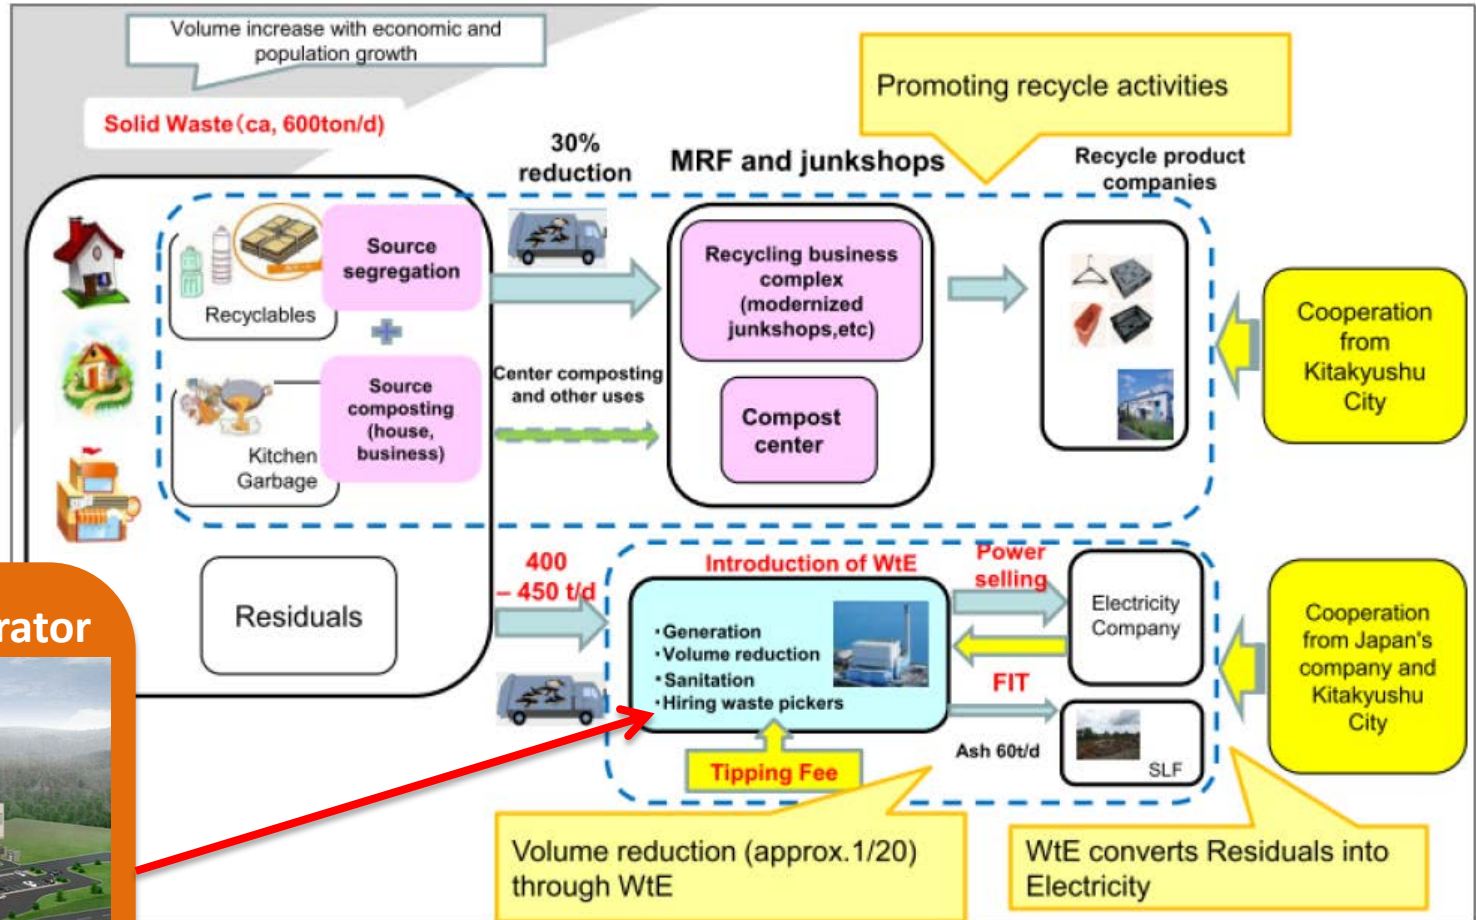 Volume increase with economic and
population growth
Solid Waste(ca, 600ton/d)
Promoting recycle activities
30%
reduction
MRF and junkshops
Recycle product
companies
Source
segregation
Recyclables
+
Source
composting
(house,
business)
Kitchen
Garbage
Center composting
and other uses
Recycling business
complex
(modernized
junkshops,etc)
Compost
center
Cooperation
from
Kitakyushu
City
Residuals
400
– 450 t/d
Introduction of WtE
・Generation
・Volume reduction
・Sanitation
・Hiring waste pickers
Power
selling
Electricity
Company
FIT
Tipping Fee
Ash 60t/d
SLF
Cooperation
from Japan's
company and
Kitakyushu
City
Volume reduction (approx.1/20)
through WtE
WtE converts Residuals into
Electricity
rator